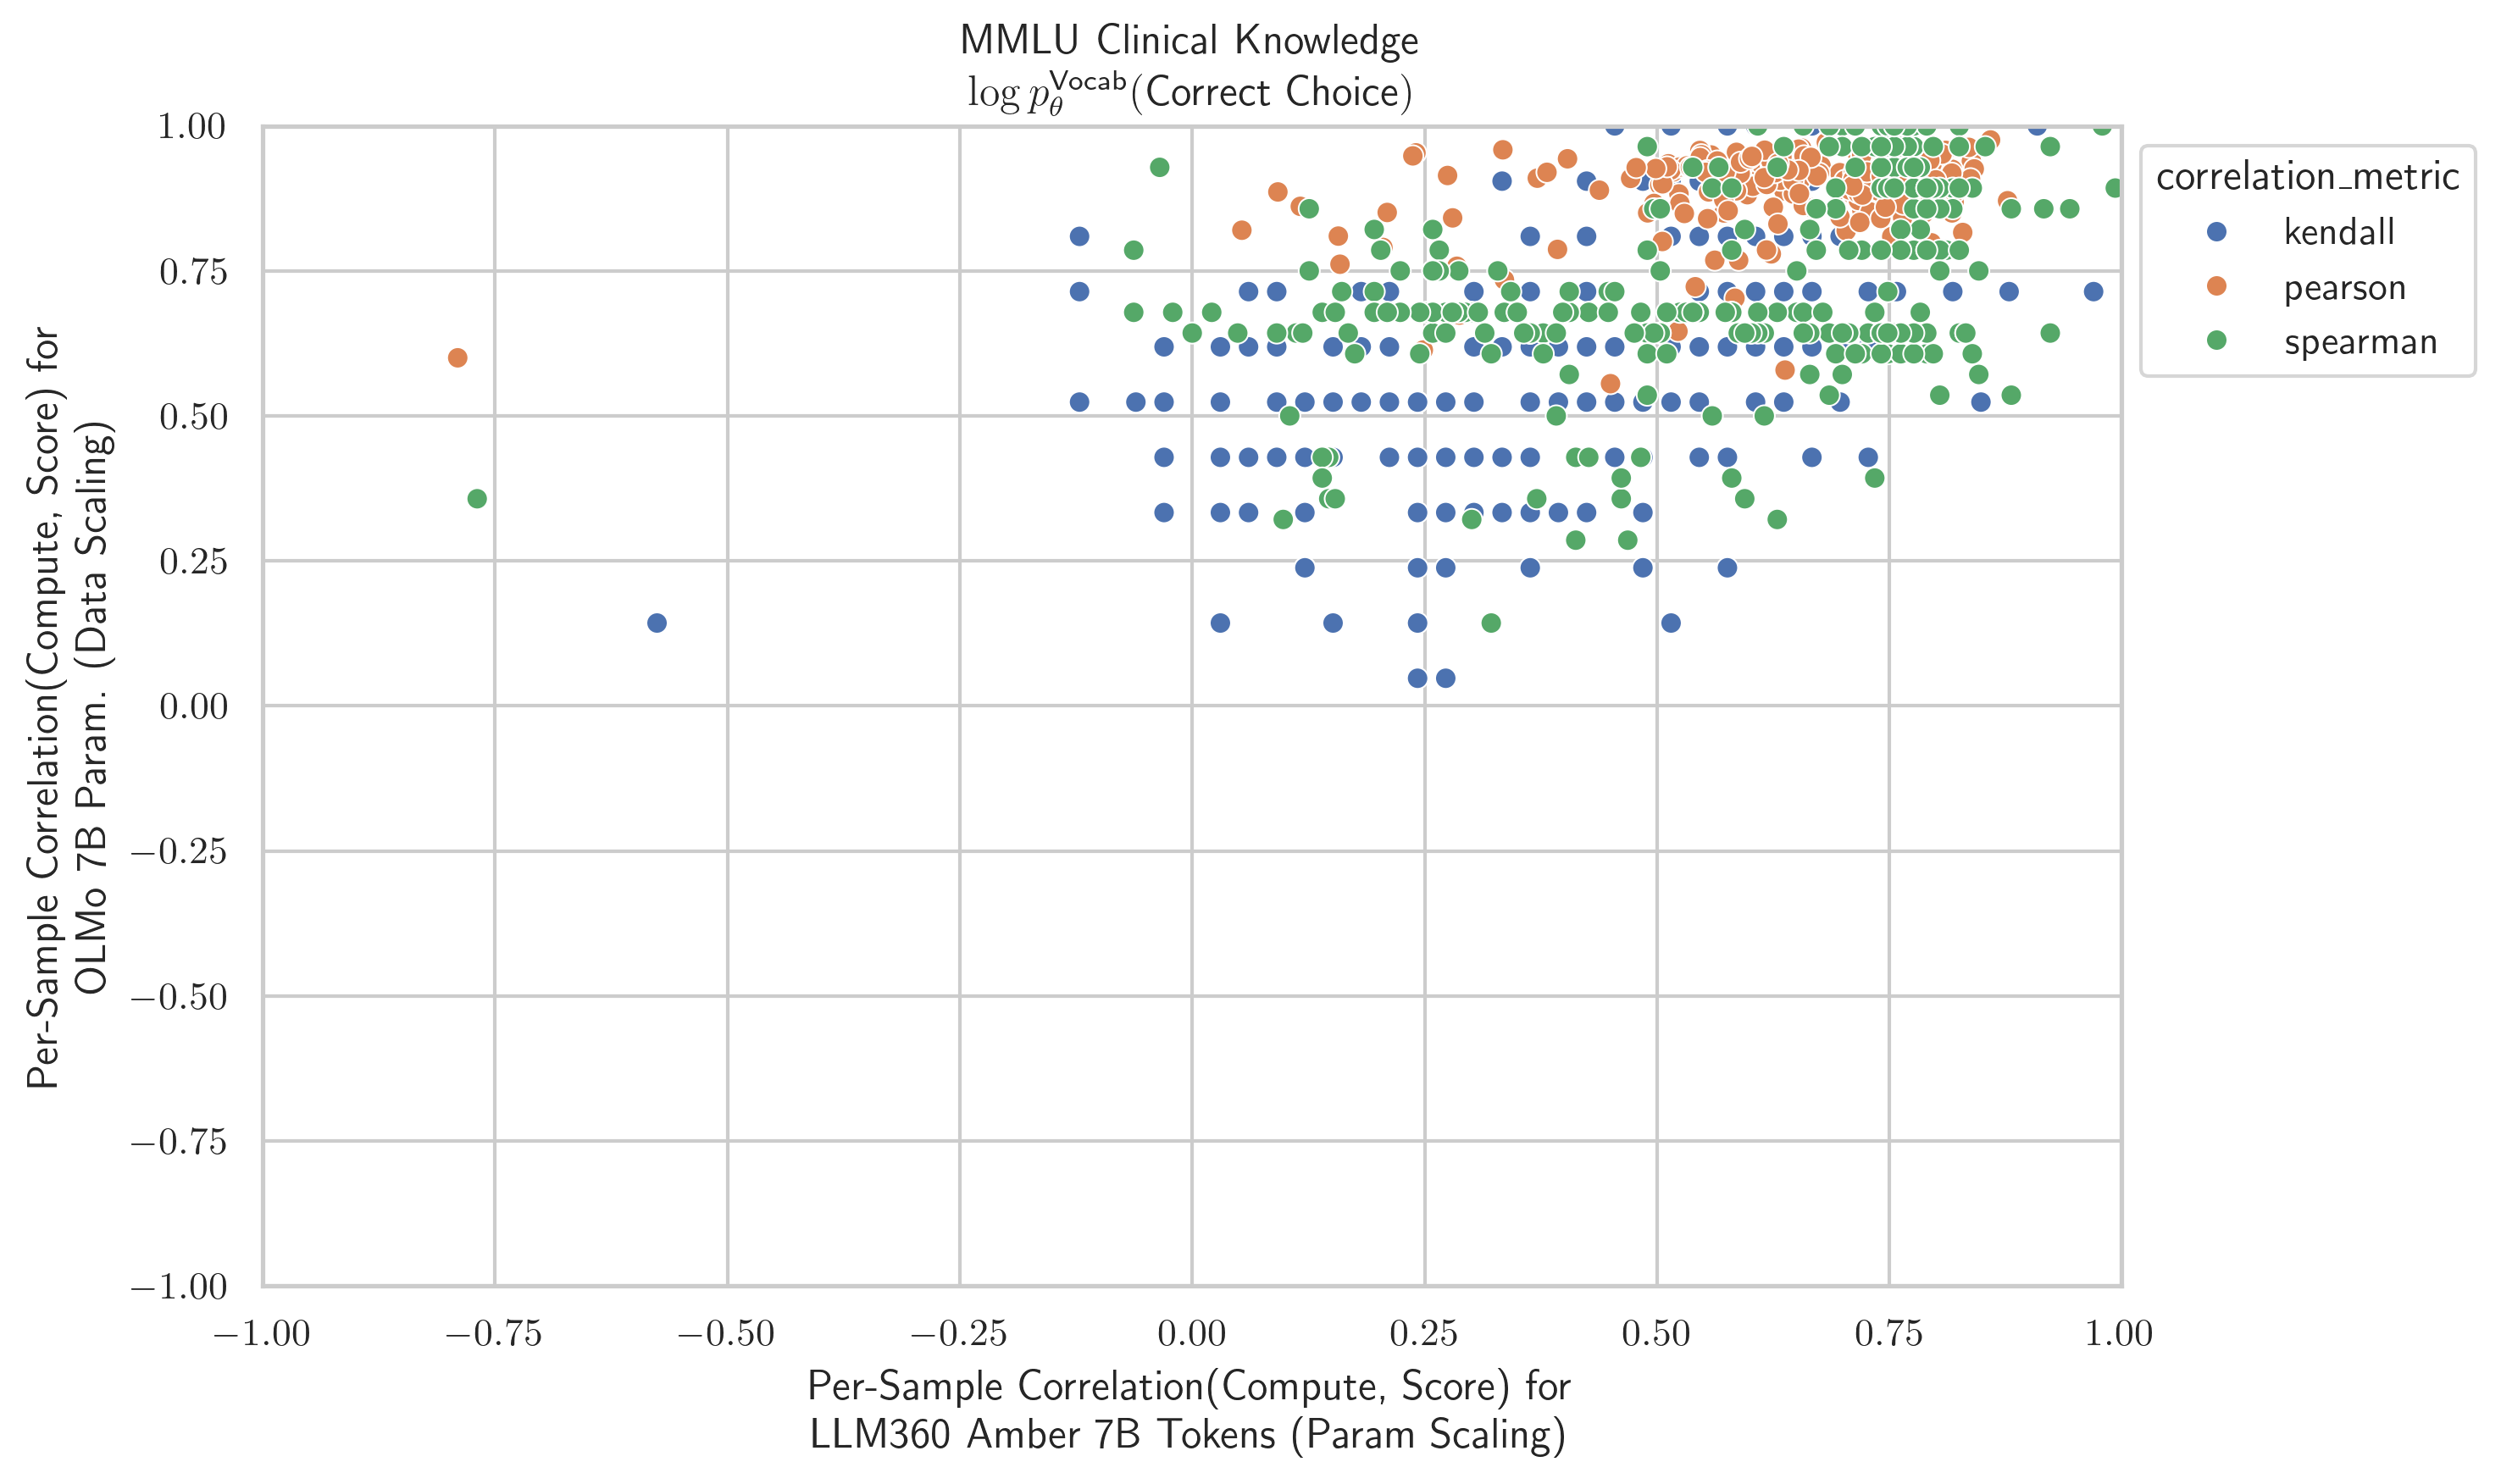 MMLU Clinical Knowledge
log p_θ^Vocab(Correct Choice)
Per-Sample Correlation(Compute, Score) for
OLMo 7B Param. (Data Scaling)
1.00
0.75
0.50
0.25
0.00
−0.25
−0.50
−0.75
−1.00
−1.00 −0.75 −0.50 −0.25 0.00 0.25 0.50 0.75 1.00
Per-Sample Correlation(Compute, Score) for
LLM360 Amber 7B Tokens (Param Scaling)
correlation_metric
kendall
pearson
spearman